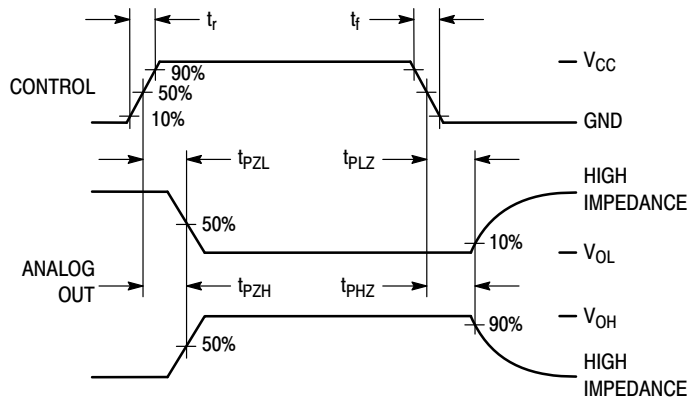 tr
tf
CONTROL
90%
50%
10%
VCC
GND
tPZL
tPLZ
HIGH
IMPEDANCE
50%
10%
VOL
ANALOG
OUT
tPZH
tPHZ
VOH
50%
90%
HIGH
IMPEDANCE